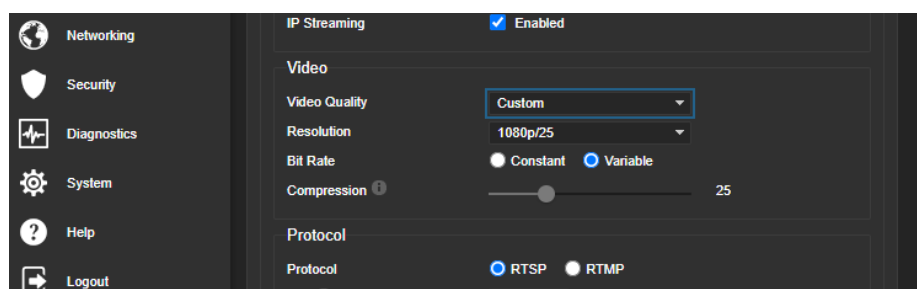 Networking
Security
Diagnostics
System
Help
Logout
IP Streaming Enabled
Video
Video Quality Custom
Resolution 1080p/25
Bit Rate Constant Variable
Compression 25
Protocol
Protocol RTSP RTMP